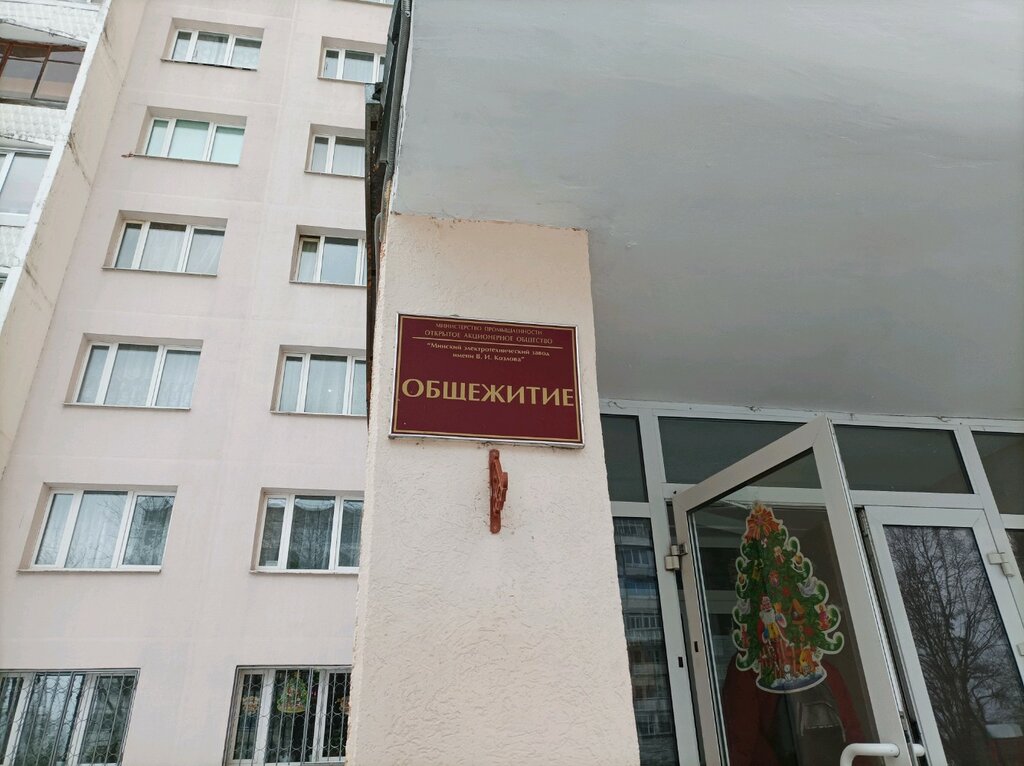 МИНИСТЕРСТВО ПРОМЫШЛЕННОСТИ
ОТКРЫТОЕ АКЦИОНЕРНОЕ ОБЩЕСТВО
"Минский электротехнический завод
имени В. И. Козлова"
ОБЩЕЖИТИЕ